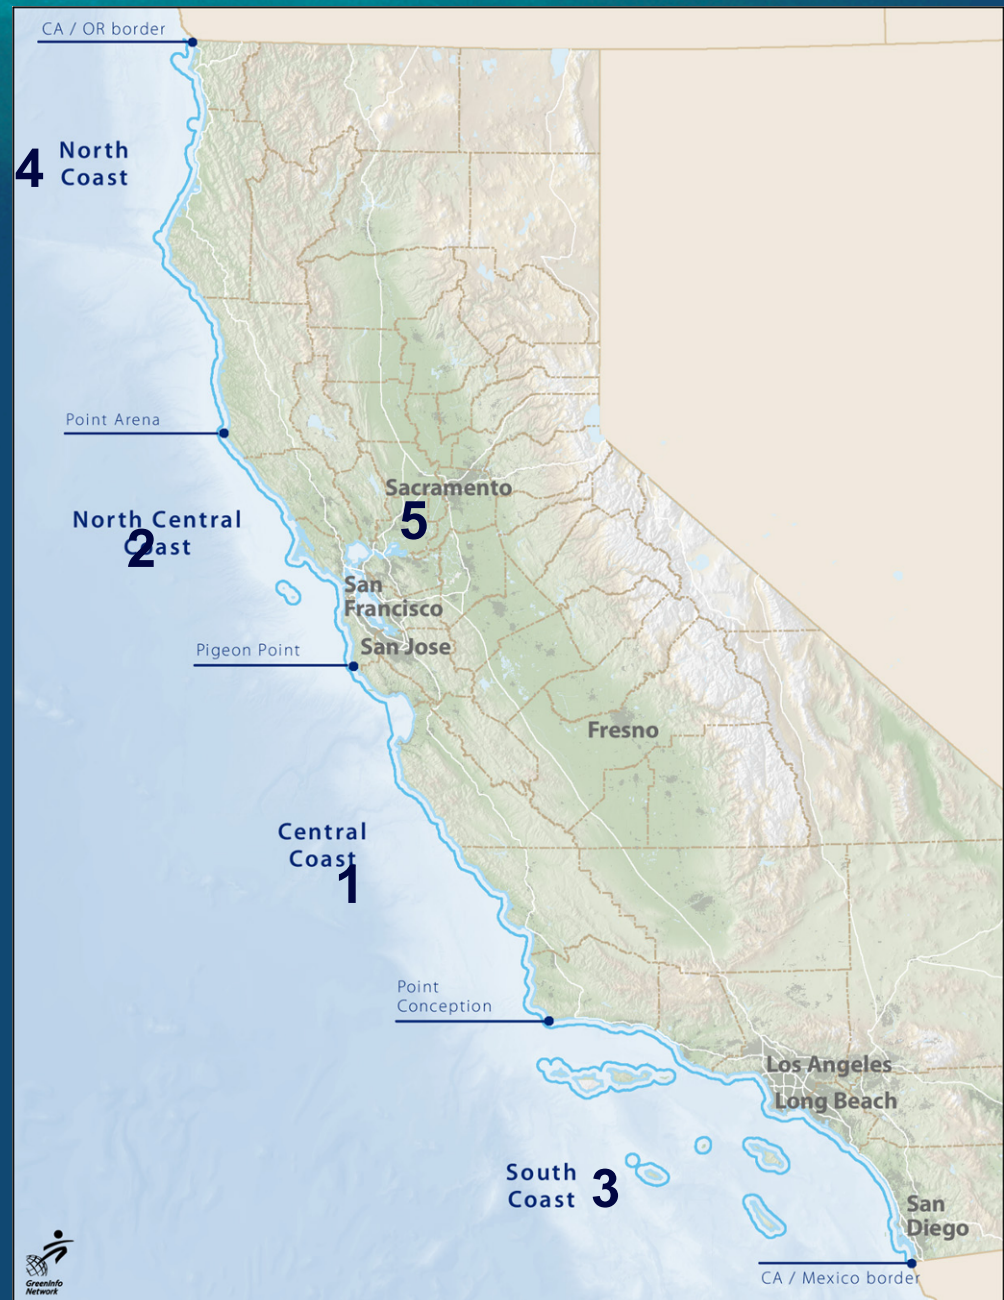 CA / OR border
4
North
Coast
Point Arena
North Central
Coast
2
Sacramento
5
San
Francisco
San Jose
Pigeon Point
Fresno
Central
Coast
1
Point
Conception
Los Angeles
Long Beach
South
Coast
3
San
Diego
CA / Mexico border
GreenInfo
Network